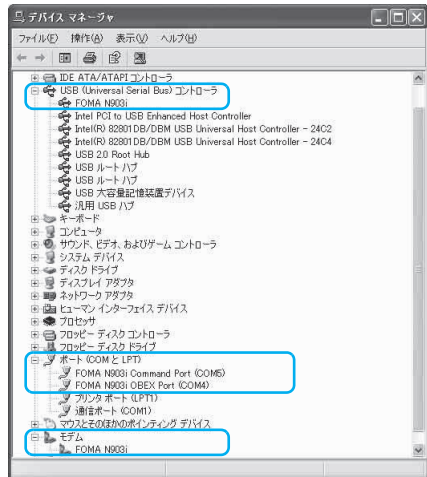 デバイス マネージャ
ファイル(F) 操作(A) 表示(V) ヘルプ(H)
IDE ATA/ATAPI コントローラ
USB (Universal Serial Bus) コントローラ
FOMA N903i
Intel PCI to USB Enhanced Host Controller
Intel(R) 82801DB/DBM USB Universal Host Controller - 24C2
Intel(R) 82801DB/DBM USB Universal Host Controller - 24C4
USB 2.0 Root Hub
USB ルート ハブ
USB ルート ハブ
USB 大容量記憶装置デバイス
汎用 USB ハブ
キーボード
コンピュータ
サウンド、ビデオ、およびゲーム コントローラ
システム デバイス
ディスク ドライブ
ディスプレイ アダプタ
ネットワーク アダプタ
ヒューマン インターフェイス デバイス
プロセッサ
フロッピー ディスク コントローラ
フロッピー ディスク ドライブ
ポート (COM と LPT)
FOMA N903i Command Port (COM5)
FOMA N903i OBEX Port (COM4)
プリンタ ポート (LPT1)
通信ポート (COM1)
マウスとそのほかのポインティング デバイス
モデム
FOMA N903i